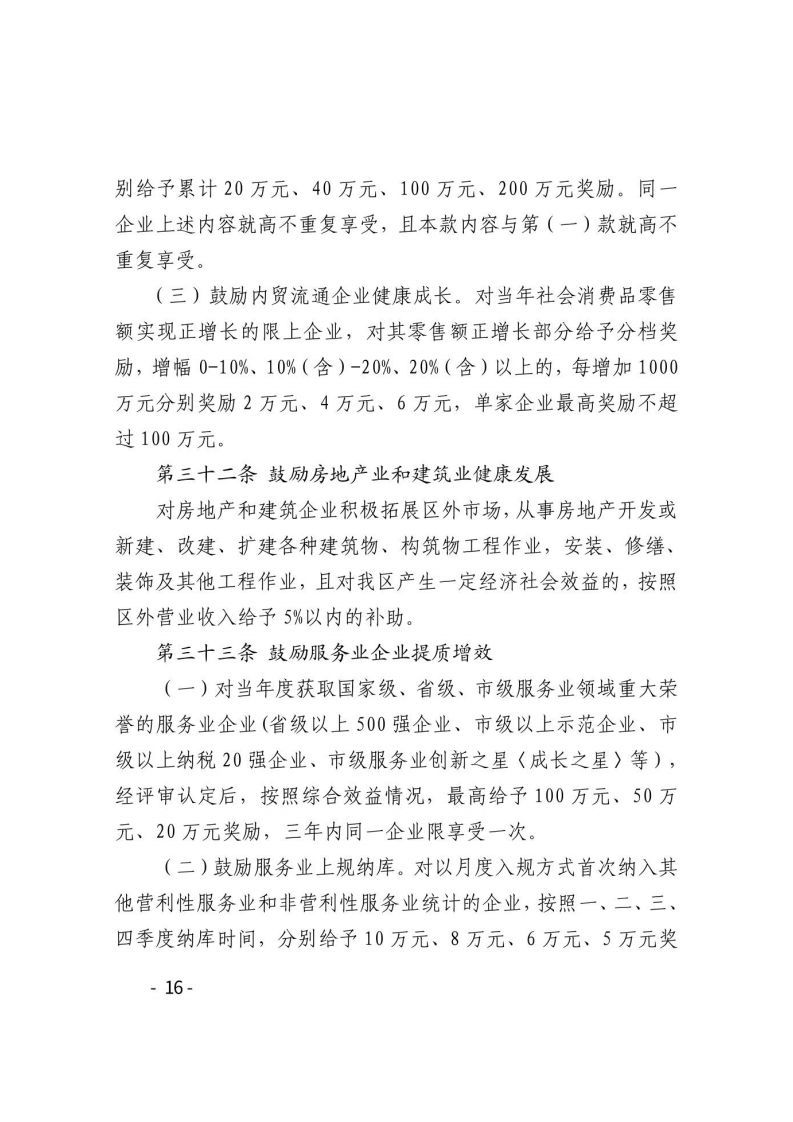 别给予累计 20 万元、40 万元、100 万元、200 万元奖励。同一
企业上述内容就高不重复享受，且本款内容与第（一）款就高不
重复享受。
（三）鼓励内贸流通企业健康成长。对当年社会消费品零售
额实现正增长的限上企业，对其零售额正增长部分给予分档奖
励，增幅 0-10%、10%（含）-20%、20%（含）以上的，每增加 1000
万元分别奖励 2 万元、4 万元、6 万元，单家企业最高奖励不超
过 100 万元。
第三十二条 鼓励房地产业和建筑业健康发展
对房地产和建筑企业积极拓展区外市场，从事房地产开发或
新建、改建、扩建各种建筑物、构筑物工程作业，安装、修缮、
装饰及其他工程作业，且对我区产生一定经济社会效益的，按照
区外营业收入给予 5%以内的补助。
第三十三条 鼓励服务业企业提质增效
（一）对当年度获取国家级、省级、市级服务业领域重大荣
誉的服务业企业(省级以上 500 强企业、市级以上示范企业、市
级以上纳税 20 强企业、市级服务业创新之星〈成长之星〉等)，
经评审认定后，按照综合效益情况，最高给予 100 万元、50 万
元、20 万元奖励，三年内同一企业限享受一次。
（二）鼓励服务业上规纳库。对以月度入规方式首次纳入其
他营利性服务业和非营利性服务业统计的企业，按照一、二、三、
四季度纳库时间，分别给予 10 万元、8 万元、6 万元、5 万元奖
- 16 -